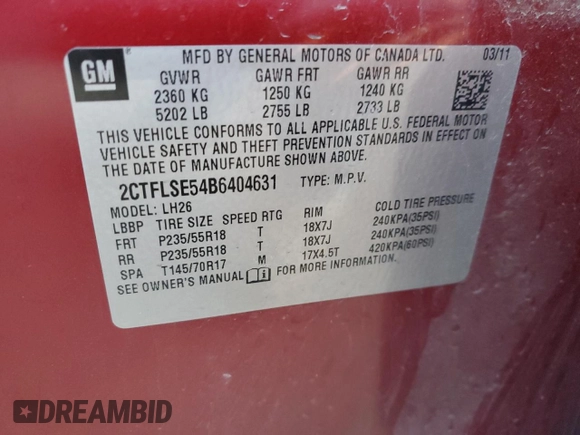 GM
MFD BY GENERAL MOTORS OF CANADA LTD. 03/11
GVWR GAWR FRT GAWR RR
2360 KG 1250 KG 1240 KG
5202 LB 2755 LB 2733 LB
THIS VEHICLE CONFORMS TO ALL APPLICABLE U.S. FEDERAL MOTOR
VEHICLE SAFETY AND THEFT PREVENTION STANDARDS IN EFFECT ON
THE DATE OF MANUFACTURE SHOWN ABOVE.
2CTFLSE54B6404631 TYPE: M.P.V.
MODEL: LH26
LBBP TIRE SIZE SPEED RTG RIM COLD TIRE PRESSURE
FRT P235/55R18 T 18X7J 240KPA(35PSI)
RR P235/55R18 T 18X7J 240KPA(35PSI)
SPA T145/70R17 M 17X4.5T 420KPA(60PSI)
SEE OWNER'S MANUAL FOR MORE INFORMATION.
DREAMBID